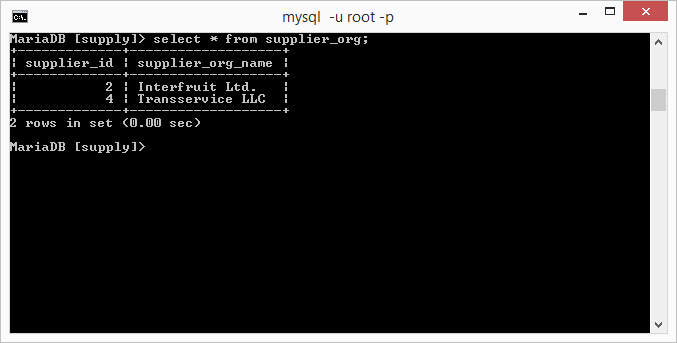 mysql  -u root -p
MariaDB [supply]> select * from supplier_org;
+-------------+-------------------+
¦ supplier_id ¦ supplier_org_name ¦
+-------------+-------------------+
¦           2 ¦ Interfruit Ltd.   ¦
¦           4 ¦ Transservice LLC  ¦
+-------------+-------------------+
2 rows in set (0.00 sec)
MariaDB [supply]>